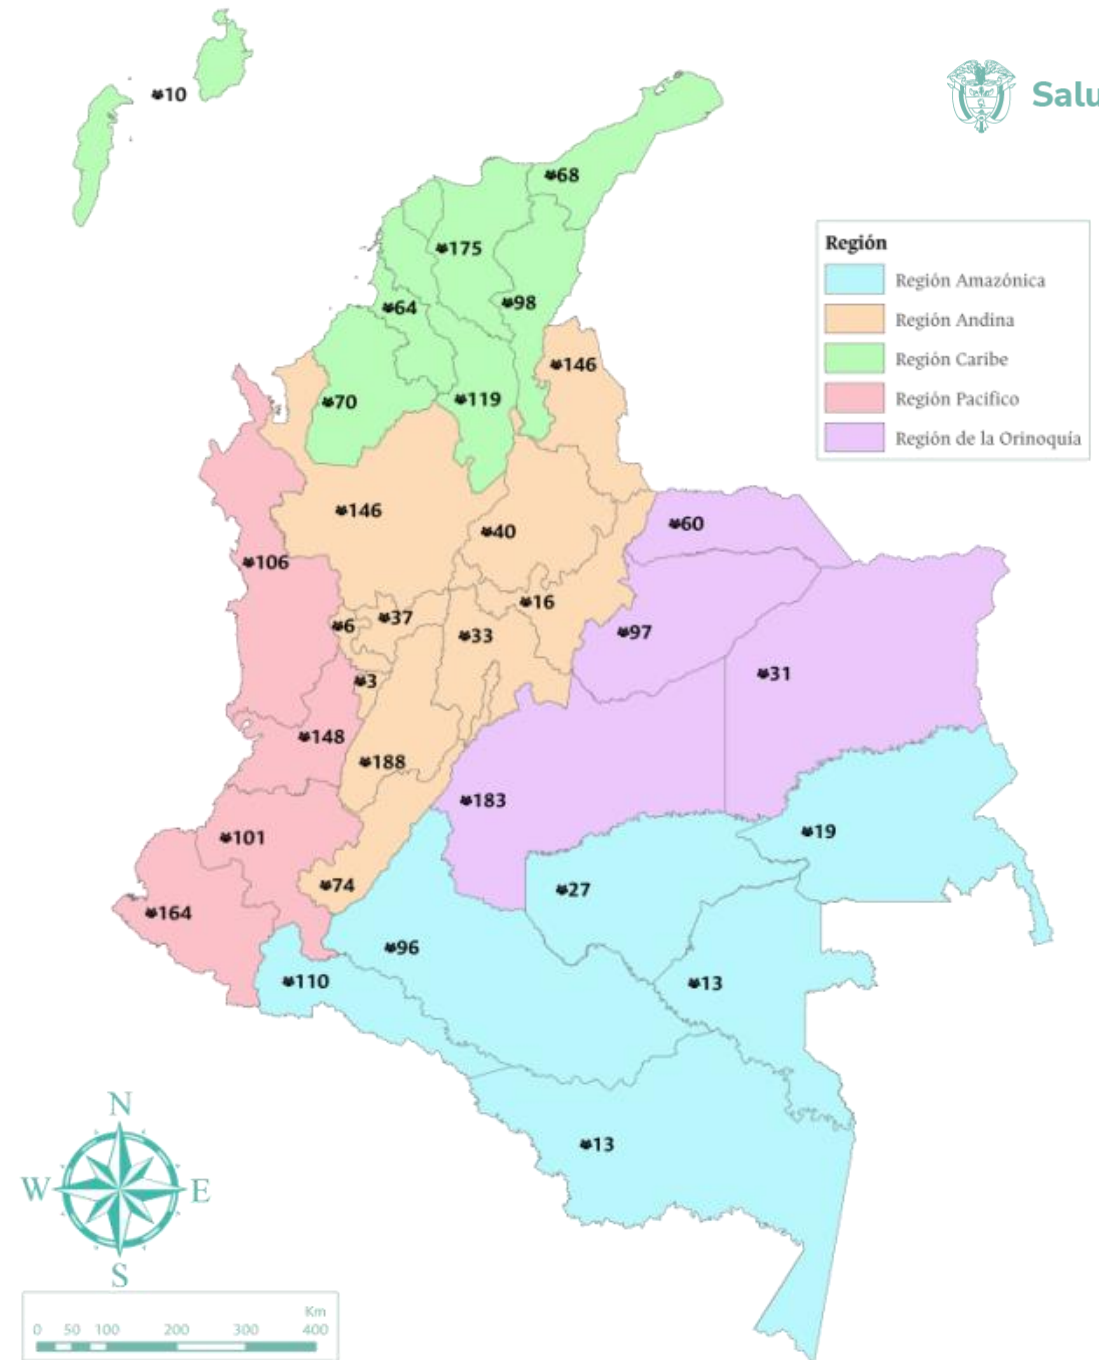 10
Salu
68
Región
175
Región Amazónica
98
64
Región Andina
Región Caribe
146
70
119
Región Pacífico
Región de la Orinoquía
146
60
40
106
16
37
6
33
97
31
3
148
188
183
19
101
74
27
164
96
110
13
N
13
W
E
S
Km
0 50 100 200 300 400